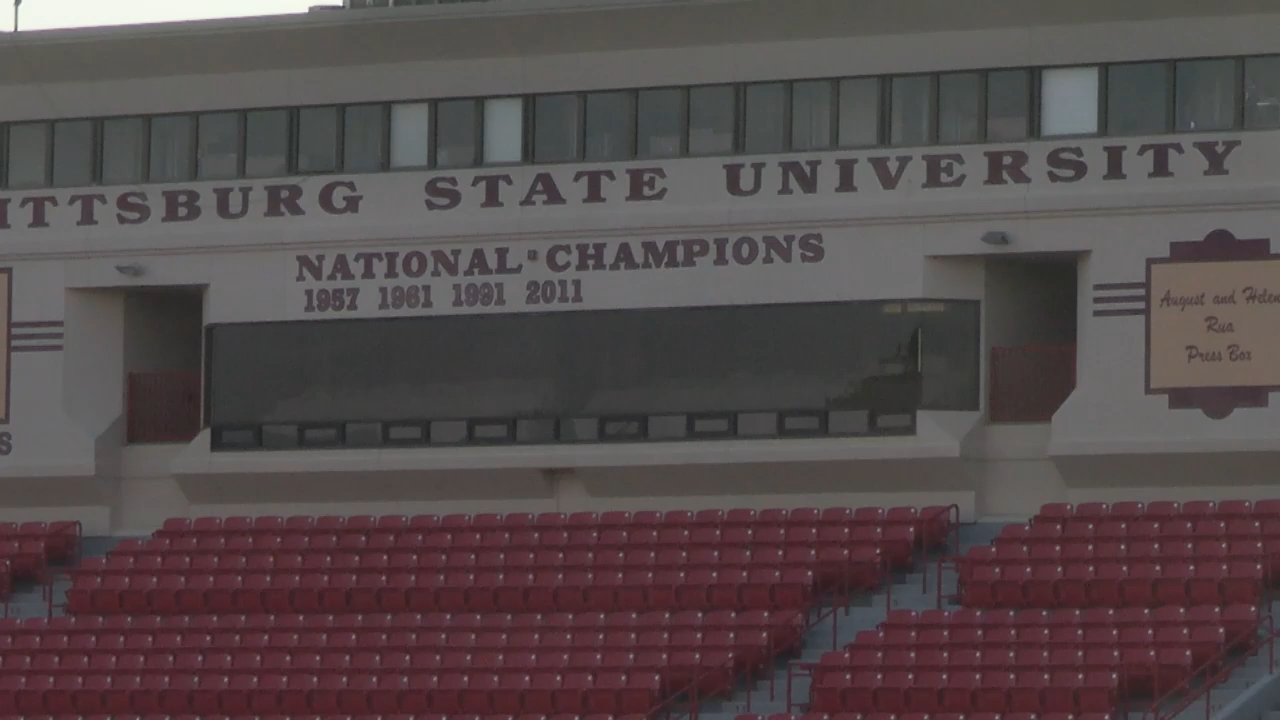 ITTSBURG STATE UNIVERSITY
NATIONAL CHAMPIONS
1957 1961 1991 2011
August and Helen
Rua
Press Box
S